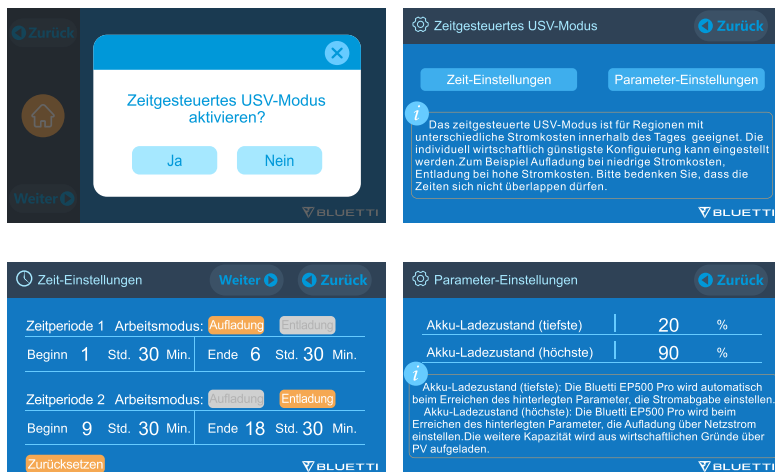 Zurück
Zeitgesteuertes USV-Modus
aktivieren?
Ja Nein
Weiter
BLUETTI
Zeitgesteuertes USV-Modus Zurück
Zeit-Einstellungen Parameter-Einstellungen
i
Das zeitgesteuerte USV-Modus ist für Regionen mit
unterschiedliche Stromkosten innerhalb des Tages geeignet. Die
individuell wirtschaftlich günstigste Konfiguierung kann eingestellt
werden.Zum Beispiel Aufladung bei niedrige Stromkosten,
Entladung bei hohe Stromkosten. Bitte bedenken Sie, dass die
Zeiten sich nicht überlappen dürfen.
BLUETTI
Zeit-Einstellungen Weiter Zurück
Zeitperiode 1 Arbeitsmodus: Aufladung Entladung
Beginn 1 Std. 30 Min. Ende 6 Std. 30 Min.
Zeitperiode 2 Arbeitsmodus: Aufladung Entladung
Beginn 9 Std. 30 Min. Ende 18 Std. 30 Min.
Zurücksetzen BLUETTI
Parameter-Einstellungen Zurück
Akku-Ladezustand (tiefste) 20 %
Akku-Ladezustand (höchste) 90 %
i
Akku-Ladezustand (tiefste): Die Bluetti EP500 Pro wird automatisch
beim Erreichen des hinterlegten Parameter, die Stromabgabe einstellen.
Akku-Ladezustand (höchste): Die Bluetti EP500 Pro wird beim
Erreichen des hinterlegten Parameter, die Aufladung über Netzstrom
einstellen.Die weitere Kapazität wird aus wirtschaftlichen Gründe über
PV aufgeladen.
BLUETTI